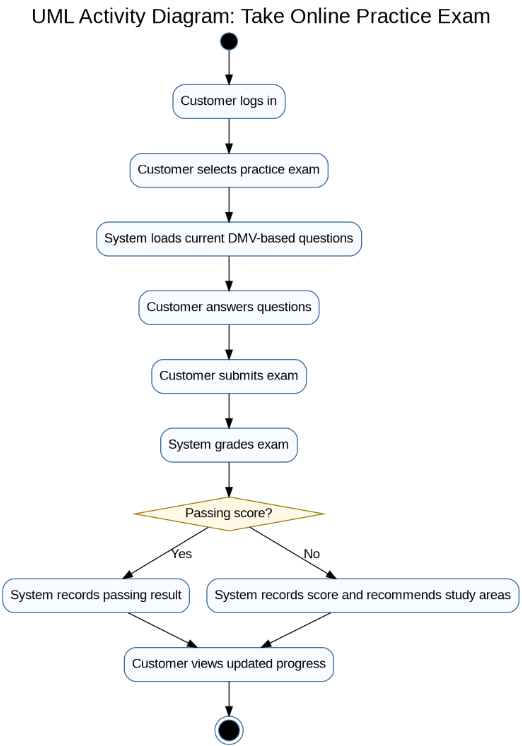 UML Activity Diagram: Take Online Practice Exam
Customer logs in
Customer selects practice exam
System loads current DMV-based questions
Customer answers questions
Customer submits exam
System grades exam
Passing score?
Yes
No
System records passing result
System records score and recommends study areas
Customer views updated progress